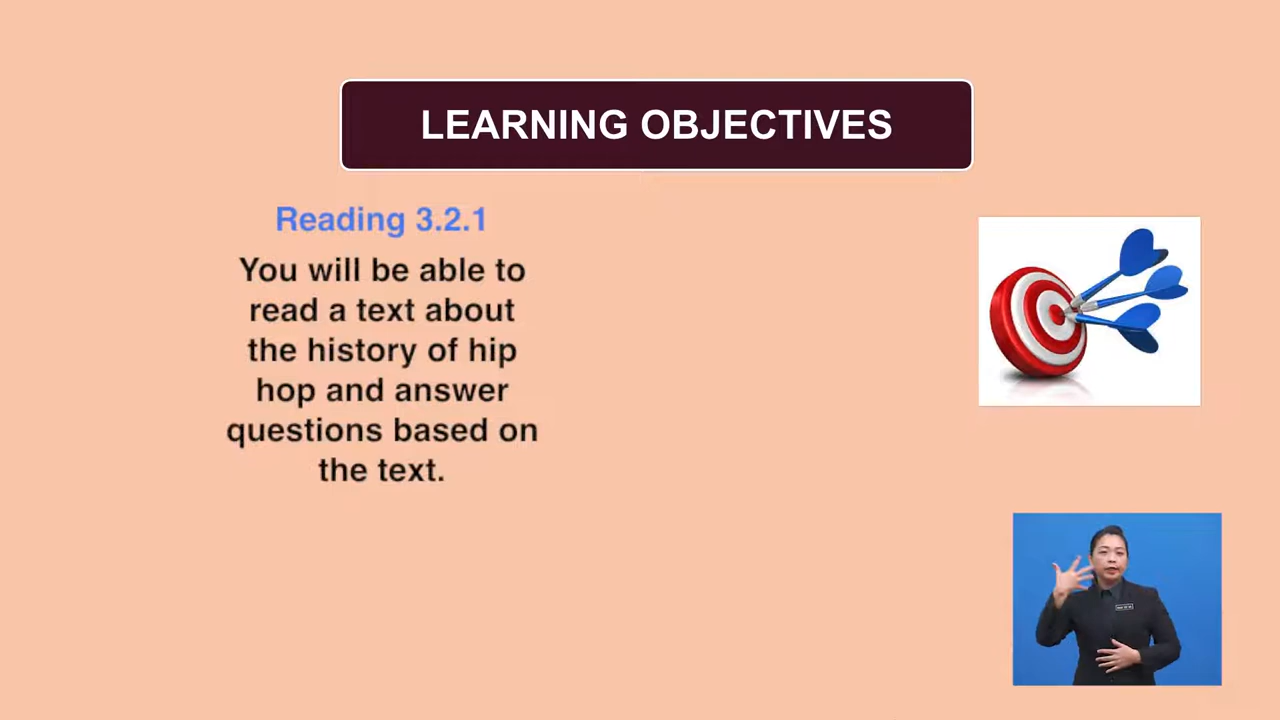 LEARNING OBJECTIVES
Reading 3.2.1
You will be able to
read a text about
the history of hip
hop and answer
questions based on
the text.